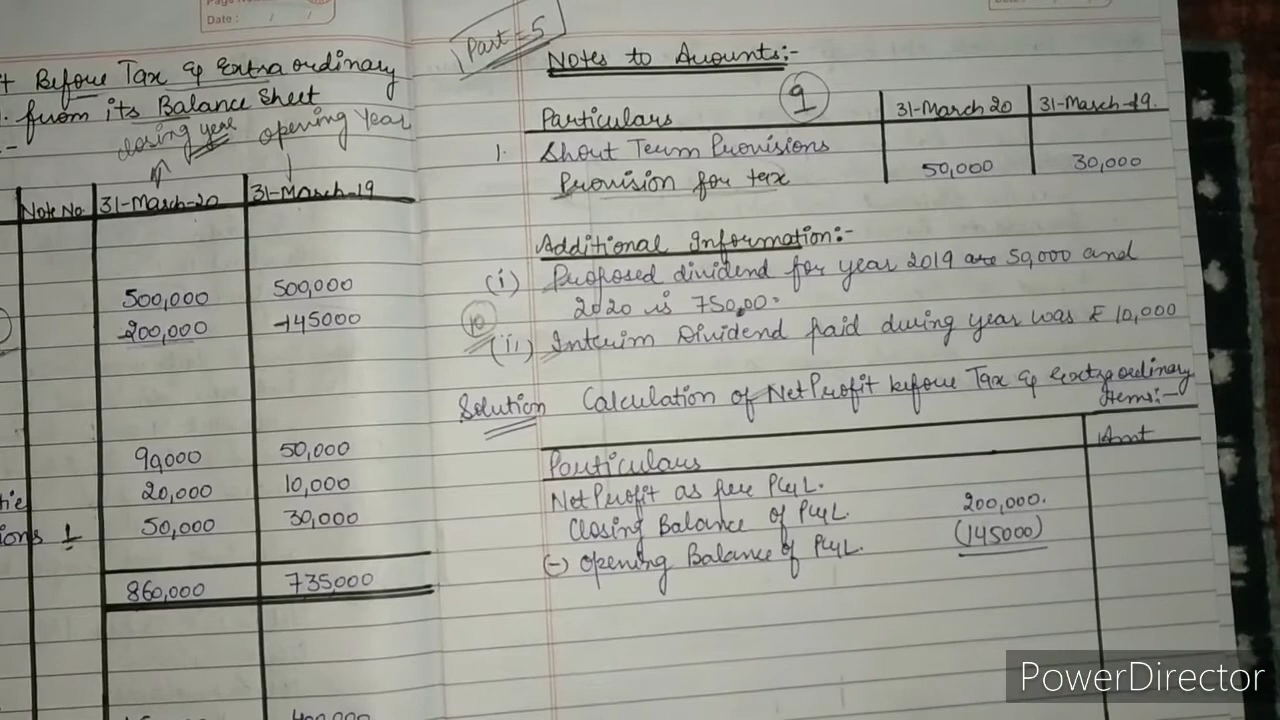 Date : / /
Part = 5
t Before Tax & Extra ordinary
from its Balance Sheet
closing year opening Year
Note No 31-March-20 31-March-19
500,000 500,000
200,000 145000
90,000 50,000
20,000 10,000
ions 1 50,000 30,000
860,000 735000
400,000
Notes to Accounts:-
9
Particulars 31-March 20 31-March-19.
1. Short Term Provisions
Provision for tax 50,000 30,000
Additional Information:-
(i) Proposed dividend for year 2019 are 50,000 and
2020 is 750,00.
10
(ii) Interim Dividend paid during year was ₹ 10,000
Solution Calculation of Net Profit before Tax & extra ordinary
Items:-
Particulars Amt
Net Profit as per P&L.
Closing Balance of P&L. 200,000.
(-) Opening Balance of P&L. (145000)
PowerDirector